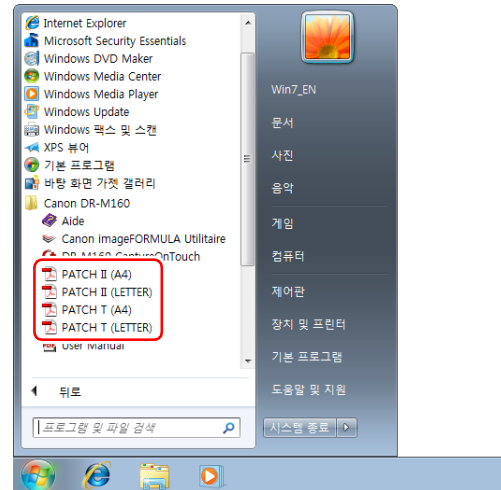 Internet Explorer
Microsoft Security Essentials
Windows DVD Maker
Windows Media Center
Windows Media Player
Windows Update
Windows 팩스 및 스캔
XPS 뷰어
기본 프로그램
바탕 화면 가젯 갤러리
Canon DR-M160
Aide
Canon imageFORMULA Utilitaire
DR-M160 CaptureOnTouch
PATCH II (A4)
PATCH II (LETTER)
PATCH T (A4)
PATCH T (LETTER)
User Manual
뒤로
프로그램 및 파일 검색
Win7_EN
문서
사진
음악
게임
컴퓨터
제어판
장치 및 프린터
기본 프로그램
도움말 및 지원
시스템 종료